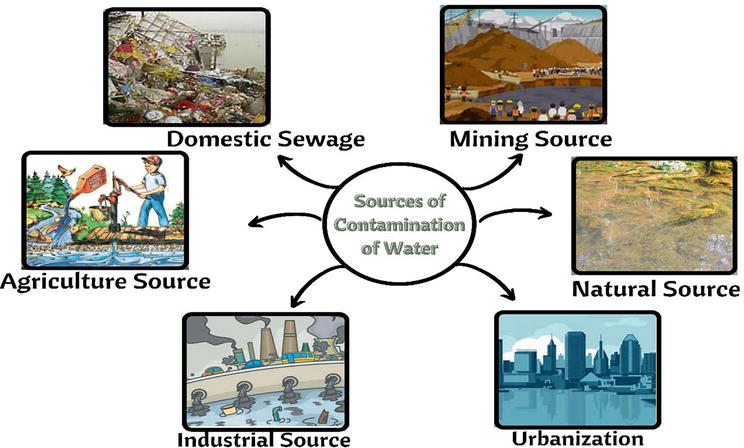 Domestic Sewage
Mining Source
Sources of
Contamination
of Water
Agriculture Source
Natural Source
Industrial Source
Urbanization